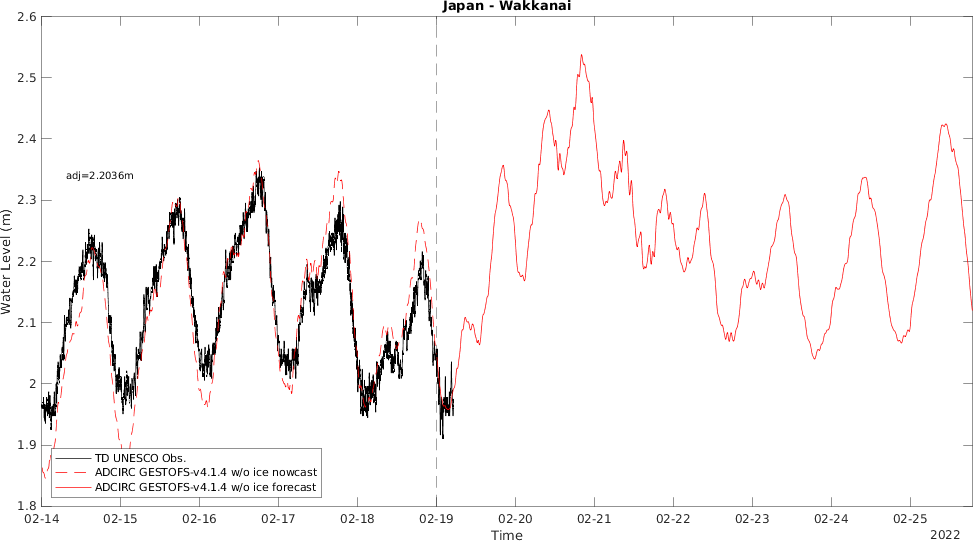 Japan - Wakkanai
2.6
2.5
2.4
2.3
2.2
2.1
2
1.9
1.8
Water Level (m)
adj=2.2036m
TD UNESCO Obs.
ADCIRC GESTOFS-v4.1.4 w/o ice nowcast
ADCIRC GESTOFS-v4.1.4 w/o ice forecast
02-14 02-15 02-16 02-17 02-18 02-19 02-20 02-21 02-22 02-23 02-24 02-25
Time
2022